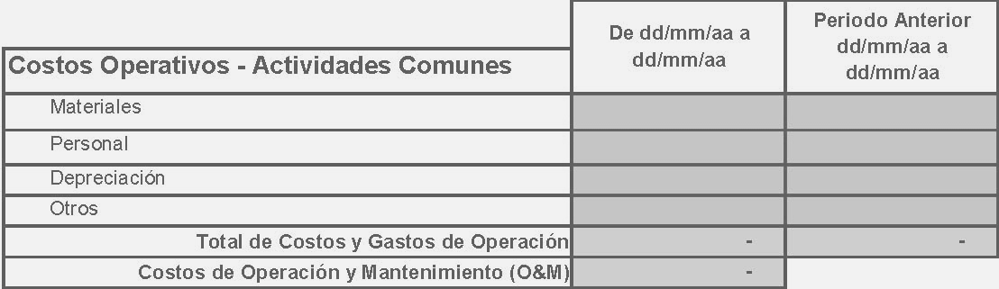 De dd/mm/aa a
dd/mm/aa
Periodo Anterior
dd/mm/aa a
dd/mm/aa
Costos Operativos - Actividades Comunes
Materiales
Personal
Depreciación
Otros
Total de Costos y Gastos de Operación - -
Costos de Operación y Mantenimiento (O&M) -